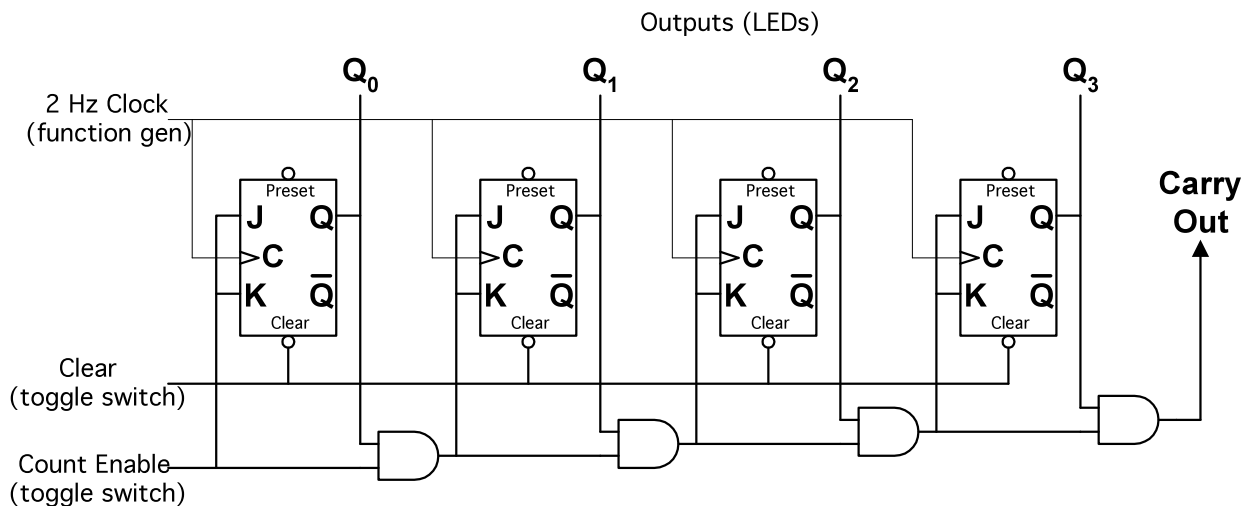 Outputs (LEDs)
Q0
Q1
Q2
Q3
2 Hz Clock
(function gen)
Preset
J
Q
C
K
Q̅
Clear
Preset
J
Q
C
K
Q̅
Clear
Preset
J
Q
C
K
Q̅
Clear
Preset
J
Q
C
K
Q̅
Clear
Carry
Out
Clear
(toggle switch)
Count Enable
(toggle switch)